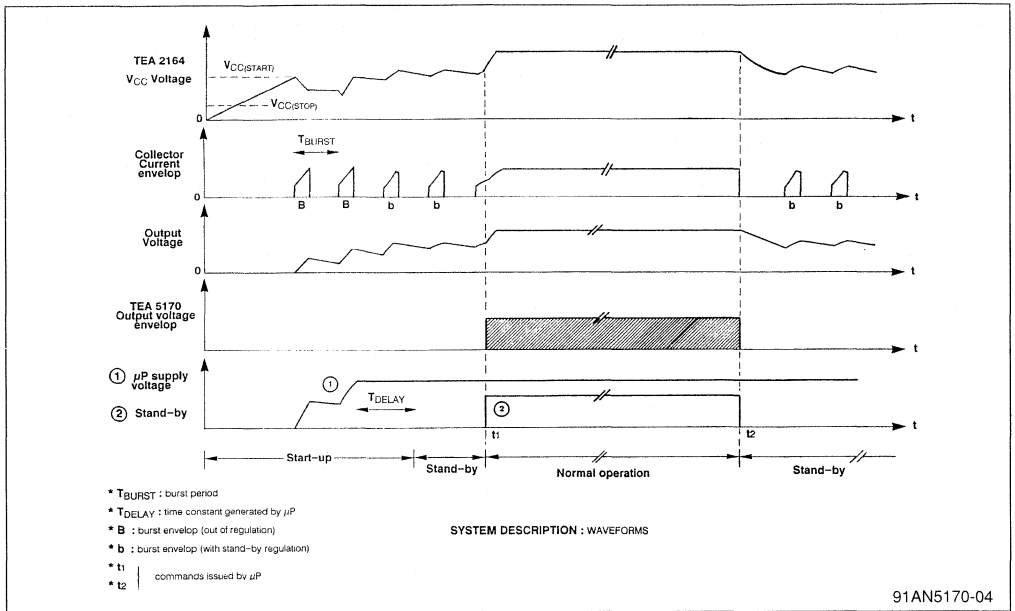 TEA 2164
VCC Voltage
VCC(START)
VCC(STOP)
0
t
Collector
Current
envelop
TBURST
0
B B b b b b
t
Output
Voltage
0
t
TEA 5170
Output voltage
envelop
t
① µP supply
voltage
② Stand-by
①
TDELAY
②
t1
t2
t
Start-up
Stand-by
Normal operation
Stand-by
* TBURST : burst period
* TDELAY : time constant generated by µP
* B : burst envelop (out of regulation)
* b : burst envelop (with stand-by regulation)
* t1
* t2
commands issued by µP
SYSTEM DESCRIPTION : WAVEFORMS
91AN5170-04